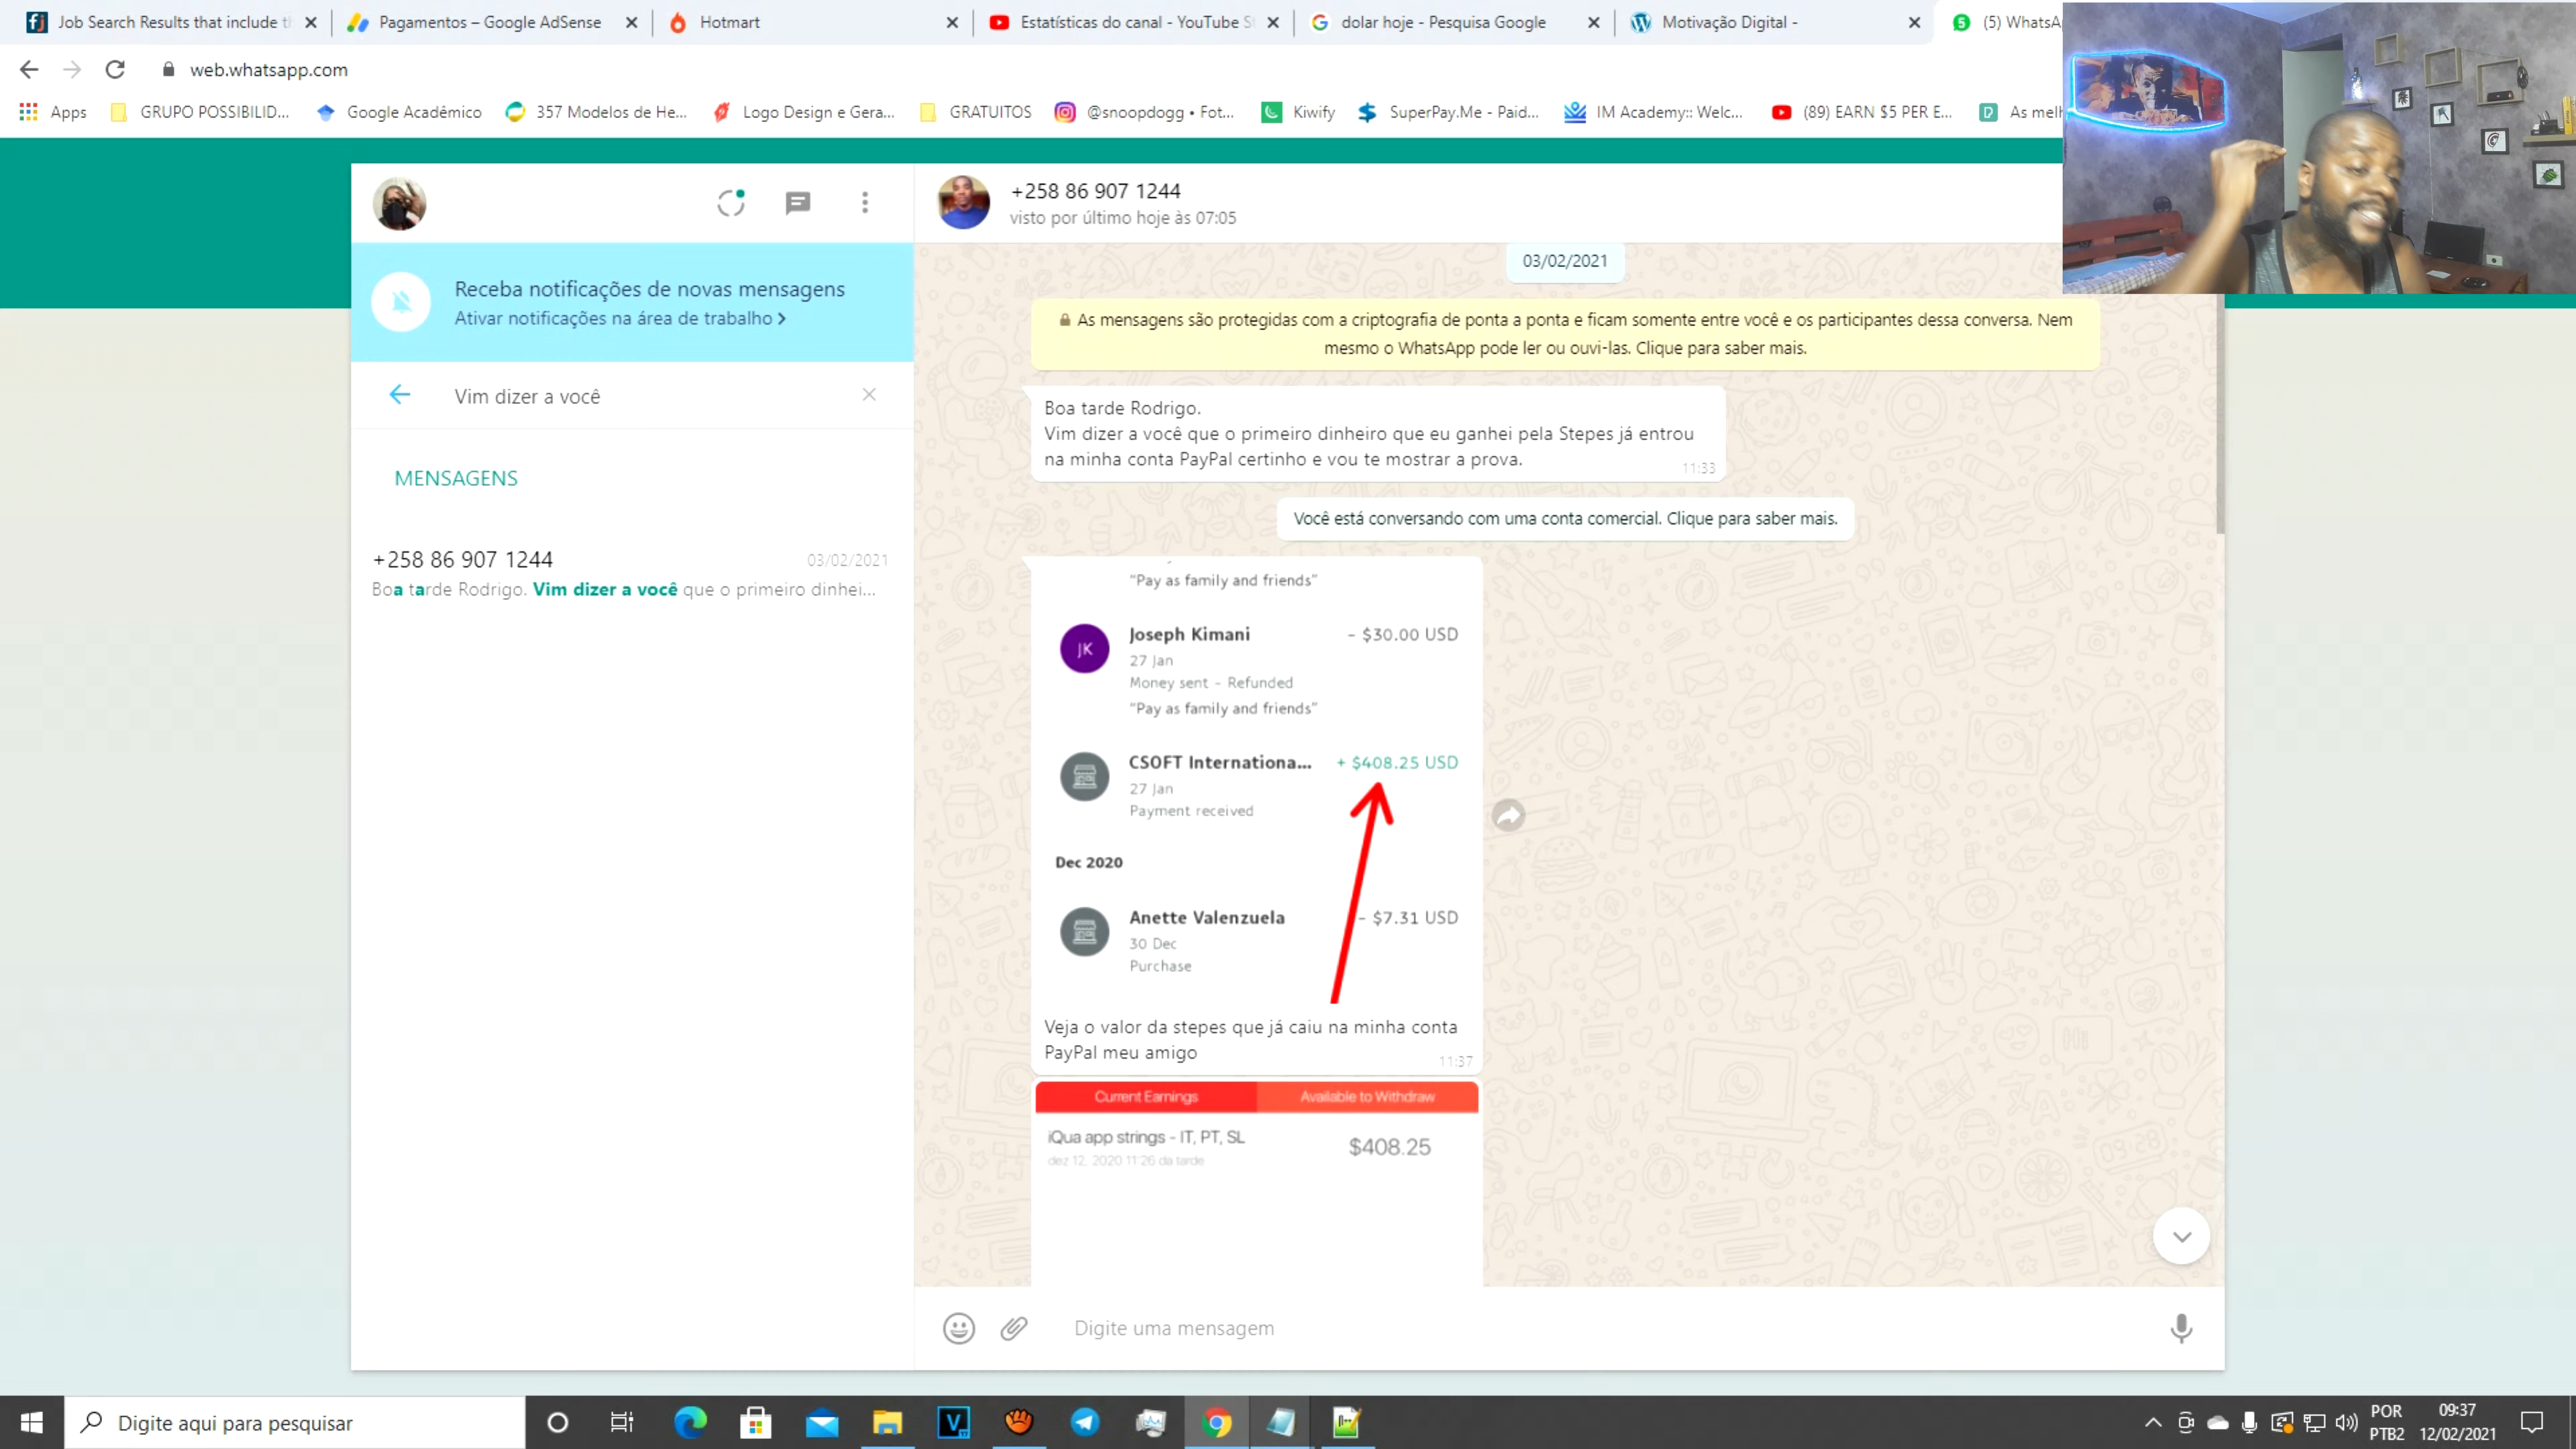 Job Search Results that include t
Pagamentos – Google AdSense
Hotmart
Estatísticas do canal - YouTube S
dolar hoje - Pesquisa Google
Motivação Digital -
(5) WhatsA
web.whatsapp.com
Apps
GRUPO POSSIBILID...
Google Acadêmico
357 Modelos de He...
Logo Design e Gera...
GRATUITOS
@snoopdogg • Fot...
Kiwify
SuperPay.Me - Paid...
IM Academy:: Welc...
(89) EARN $5 PER E...
As melh
+258 86 907 1244
visto por último hoje às 07:05
Receba notificações de novas mensagens
Ativar notificações na área de trabalho >
Vim dizer a você
MENSAGENS
+258 86 907 1244
03/02/2021
Boa tarde Rodrigo. Vim dizer a você que o primeiro dinhei...
03/02/2021
As mensagens são protegidas com a criptografia de ponta a ponta e ficam somente entre você e os participantes dessa conversa. Nem
mesmo o WhatsApp pode ler ou ouvi-las. Clique para saber mais.
Boa tarde Rodrigo.
Vim dizer a você que o primeiro dinheiro que eu ganhei pela Stepes já entrou
na minha conta PayPal certinho e vou te mostrar a prova.
11:33
Você está conversando com uma conta comercial. Clique para saber mais.
"Pay as family and friends"
JK
Joseph Kimani
- $30.00 USD
27 Jan
Money sent - Refunded
"Pay as family and friends"
CSOFT Internationa...
+ $408.25 USD
27 Jan
Payment received
Dec 2020
Anette Valenzuela
- $7.31 USD
30 Dec
Purchase
Veja o valor da stepes que já caiu na minha conta
PayPal meu amigo
11:37
Current Earnings
Available to Withdraw
iQua app strings - IT, PT, SL
$408.25
dez 12, 2020 11:26 da tarde
Digite uma mensagem
Digite aqui para pesquisar
POR
PTB2
09:37
12/02/2021